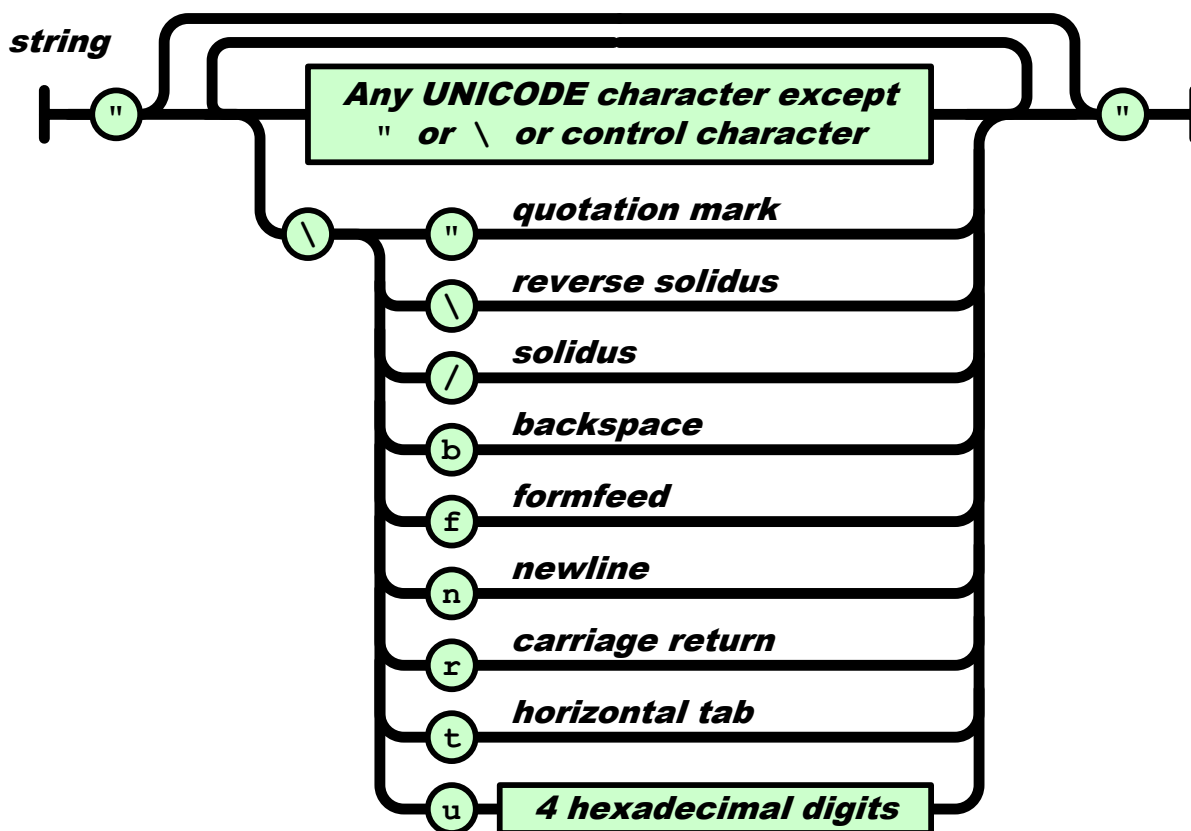 string
" Any UNICODE character except "
" or \ or control character
\ " quotation mark
\ reverse solidus
/ solidus
b backspace
f formfeed
n newline
r carriage return
t horizontal tab
u 4 hexadecimal digits